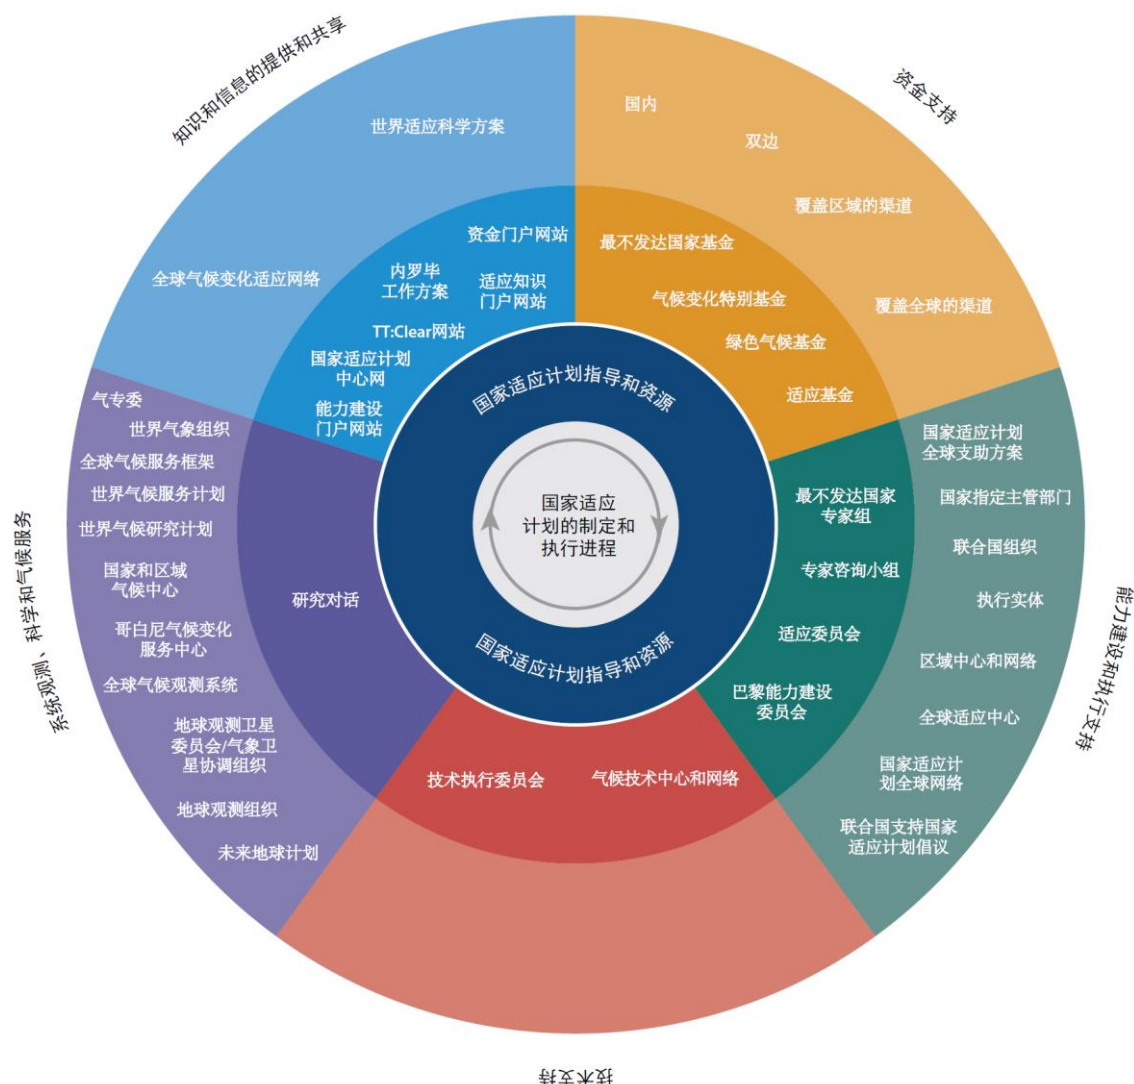 知识和信息的提供和共享
世界适应科学方案
全球气候变化适应网络
资金门户网站
内罗毕
工作方案
适应知识
门户网站
TT:Clear网站
国家适应计划
中心网
能力建设
门户网站
资金支持
国内
双边
覆盖区域的渠道
覆盖全球的渠道
最不发达国家基金
气候变化特别基金
绿色气候基金
适应基金
能力建设和执行支持
国家适应计划
全球支助方案
国家指定主管部门
联合国组织
执行实体
区域中心和网络
全球适应中心
国家适应计
划全球网络
联合国支持国家
适应计划倡议
最不发达国家
专家组
专家咨询小组
适应委员会
巴黎能力建设
委员会
技术支持
技术执行委员会
气候技术中心和网络
系统观测、科学和气候服务
气专委
世界气象组织
全球气候服务框架
世界气候服务计划
世界气候研究计划
国家和区域
气候中心
哥白尼气候变化
服务中心
全球气候观测系统
地球观测卫星
委员会/气象卫
星协调组织
地球观测组织
未来地球计划
研究对话
国家适应计划指导和资源
国家适应
计划的制定和
执行进程
国家适应计划指导和资源